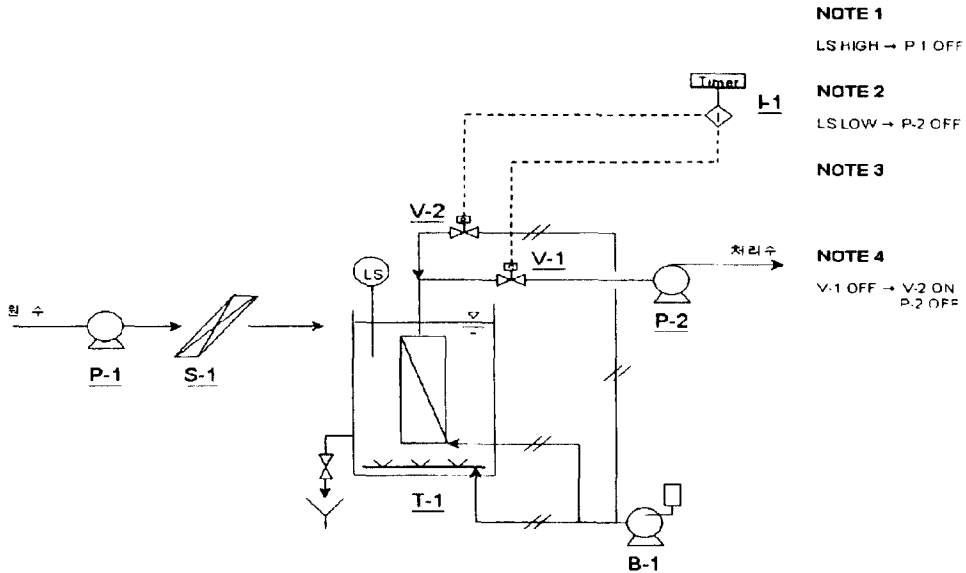 NOTE 1
LS HIGH → P 1 OFF
Timer
I
I-1
NOTE 2
LS LOW → P-2 OFF
NOTE 3
V-2
V-1
처리수
NOTE 4
V-1 OFF → V-2 ON
P-2 OFF
LS
P-2
원 수
P-1
S-1
T-1
B-1